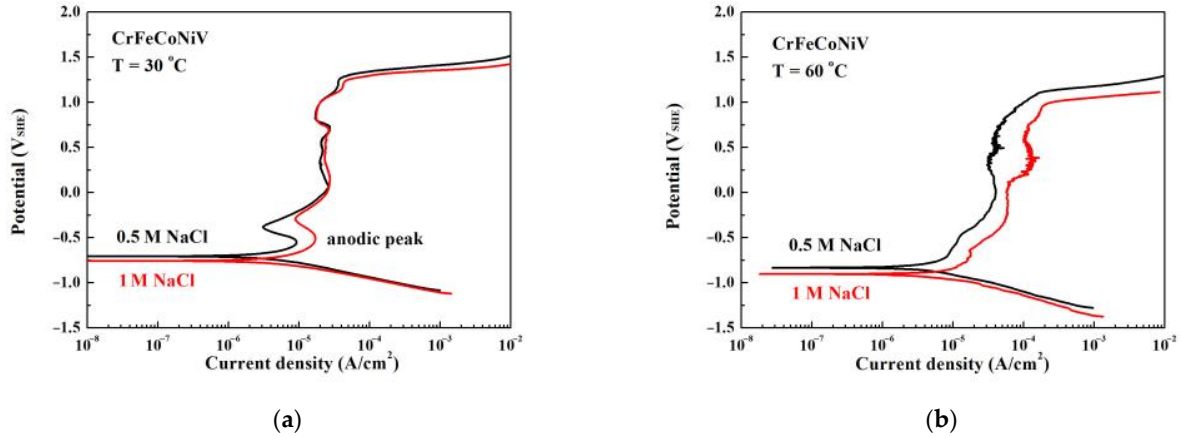 CrFeCoNiV
T = 30 °C
2.0
1.5
1.0
0.5
0.0
−0.5
−1.0
−1.5
Potential (V_SHE)
0.5 M NaCl
1 M NaCl
anodic peak
10⁻⁸ 10⁻⁷ 10⁻⁶ 10⁻⁵ 10⁻⁴ 10⁻³ 10⁻²
Current density (A/cm²)
(a)
CrFeCoNiV
T = 60 °C
2.0
1.5
1.0
0.5
0.0
−0.5
−1.0
−1.5
Potential (V_SHE)
0.5 M NaCl
1 M NaCl
10⁻⁸ 10⁻⁷ 10⁻⁶ 10⁻⁵ 10⁻⁴ 10⁻³ 10⁻²
Current density (A/cm²)
(b)